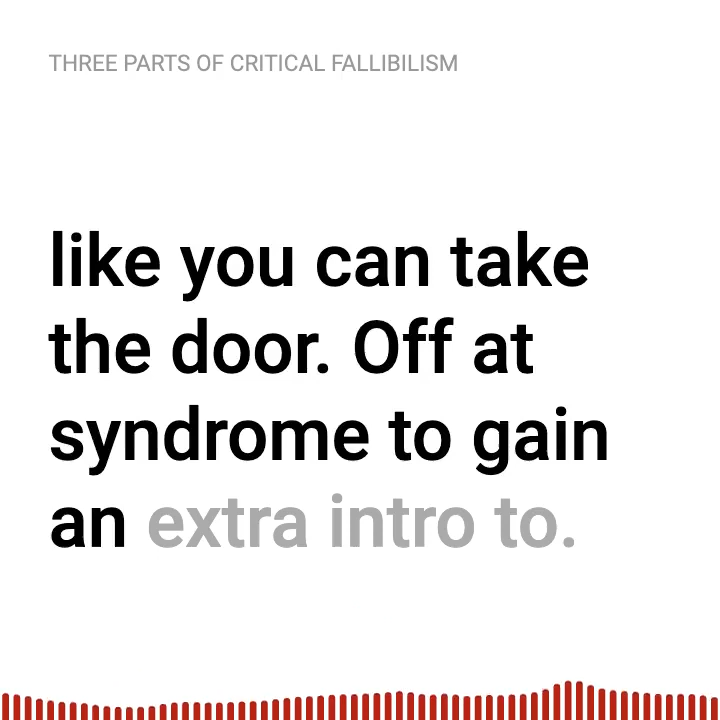 THREE PARTS OF CRITICAL FALLIBILISM
like you can take
the door. Off at
syndrome to gain
an extra intro to.